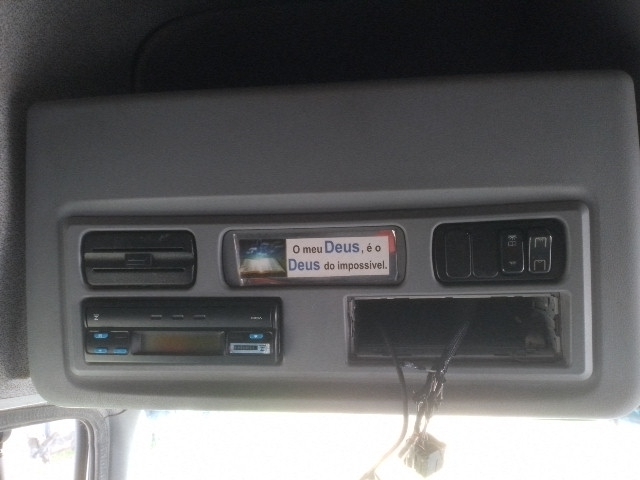 O meu Deus, é o
Deus do impossível.